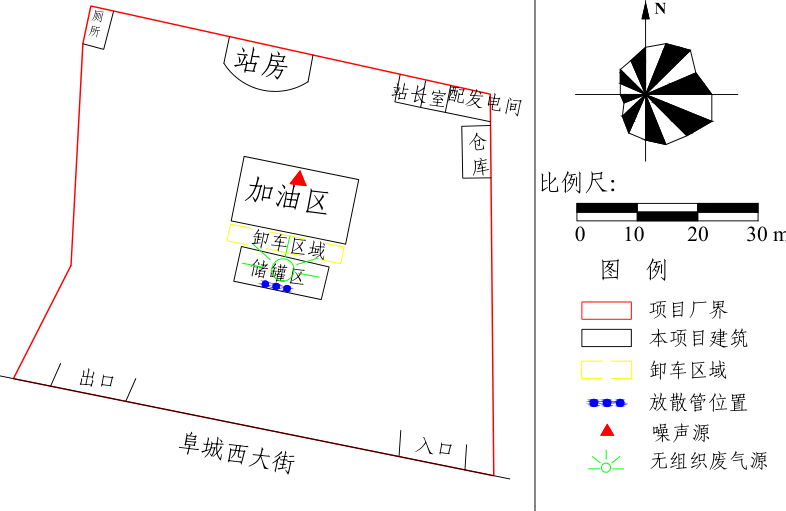 厕所
站房
站长室
配发电间
仓库
加油区
卸车区域
储罐区
出口
入口
阜城西大街
N
比例尺:
0 10 20 30 m
图 例
项目厂界
本项目建筑
卸车区域
放散管位置
噪声源
无组织废气源